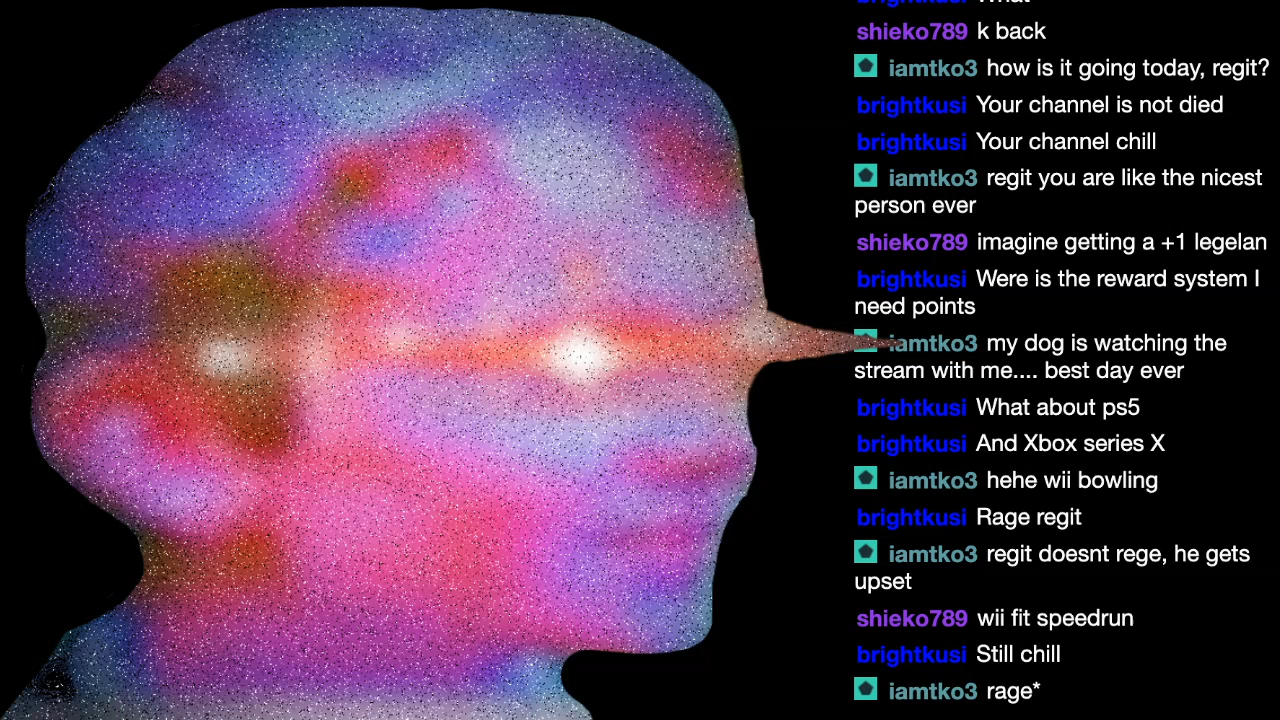 brightkusi What
shieko789 k back
iamtko3 how is it going today, regit?
brightkusi Your channel is not died
brightkusi Your channel chill
iamtko3 regit you are like the nicest
person ever
shieko789 imagine getting a +1 legelan
brightkusi Were is the reward system I
need points
iamtko3 my dog is watching the
stream with me.... best day ever
brightkusi What about ps5
brightkusi And Xbox series X
iamtko3 hehe wii bowling
brightkusi Rage regit
iamtko3 regit doesnt rege, he gets
upset
shieko789 wii fit speedrun
brightkusi Still chill
iamtko3 rage*